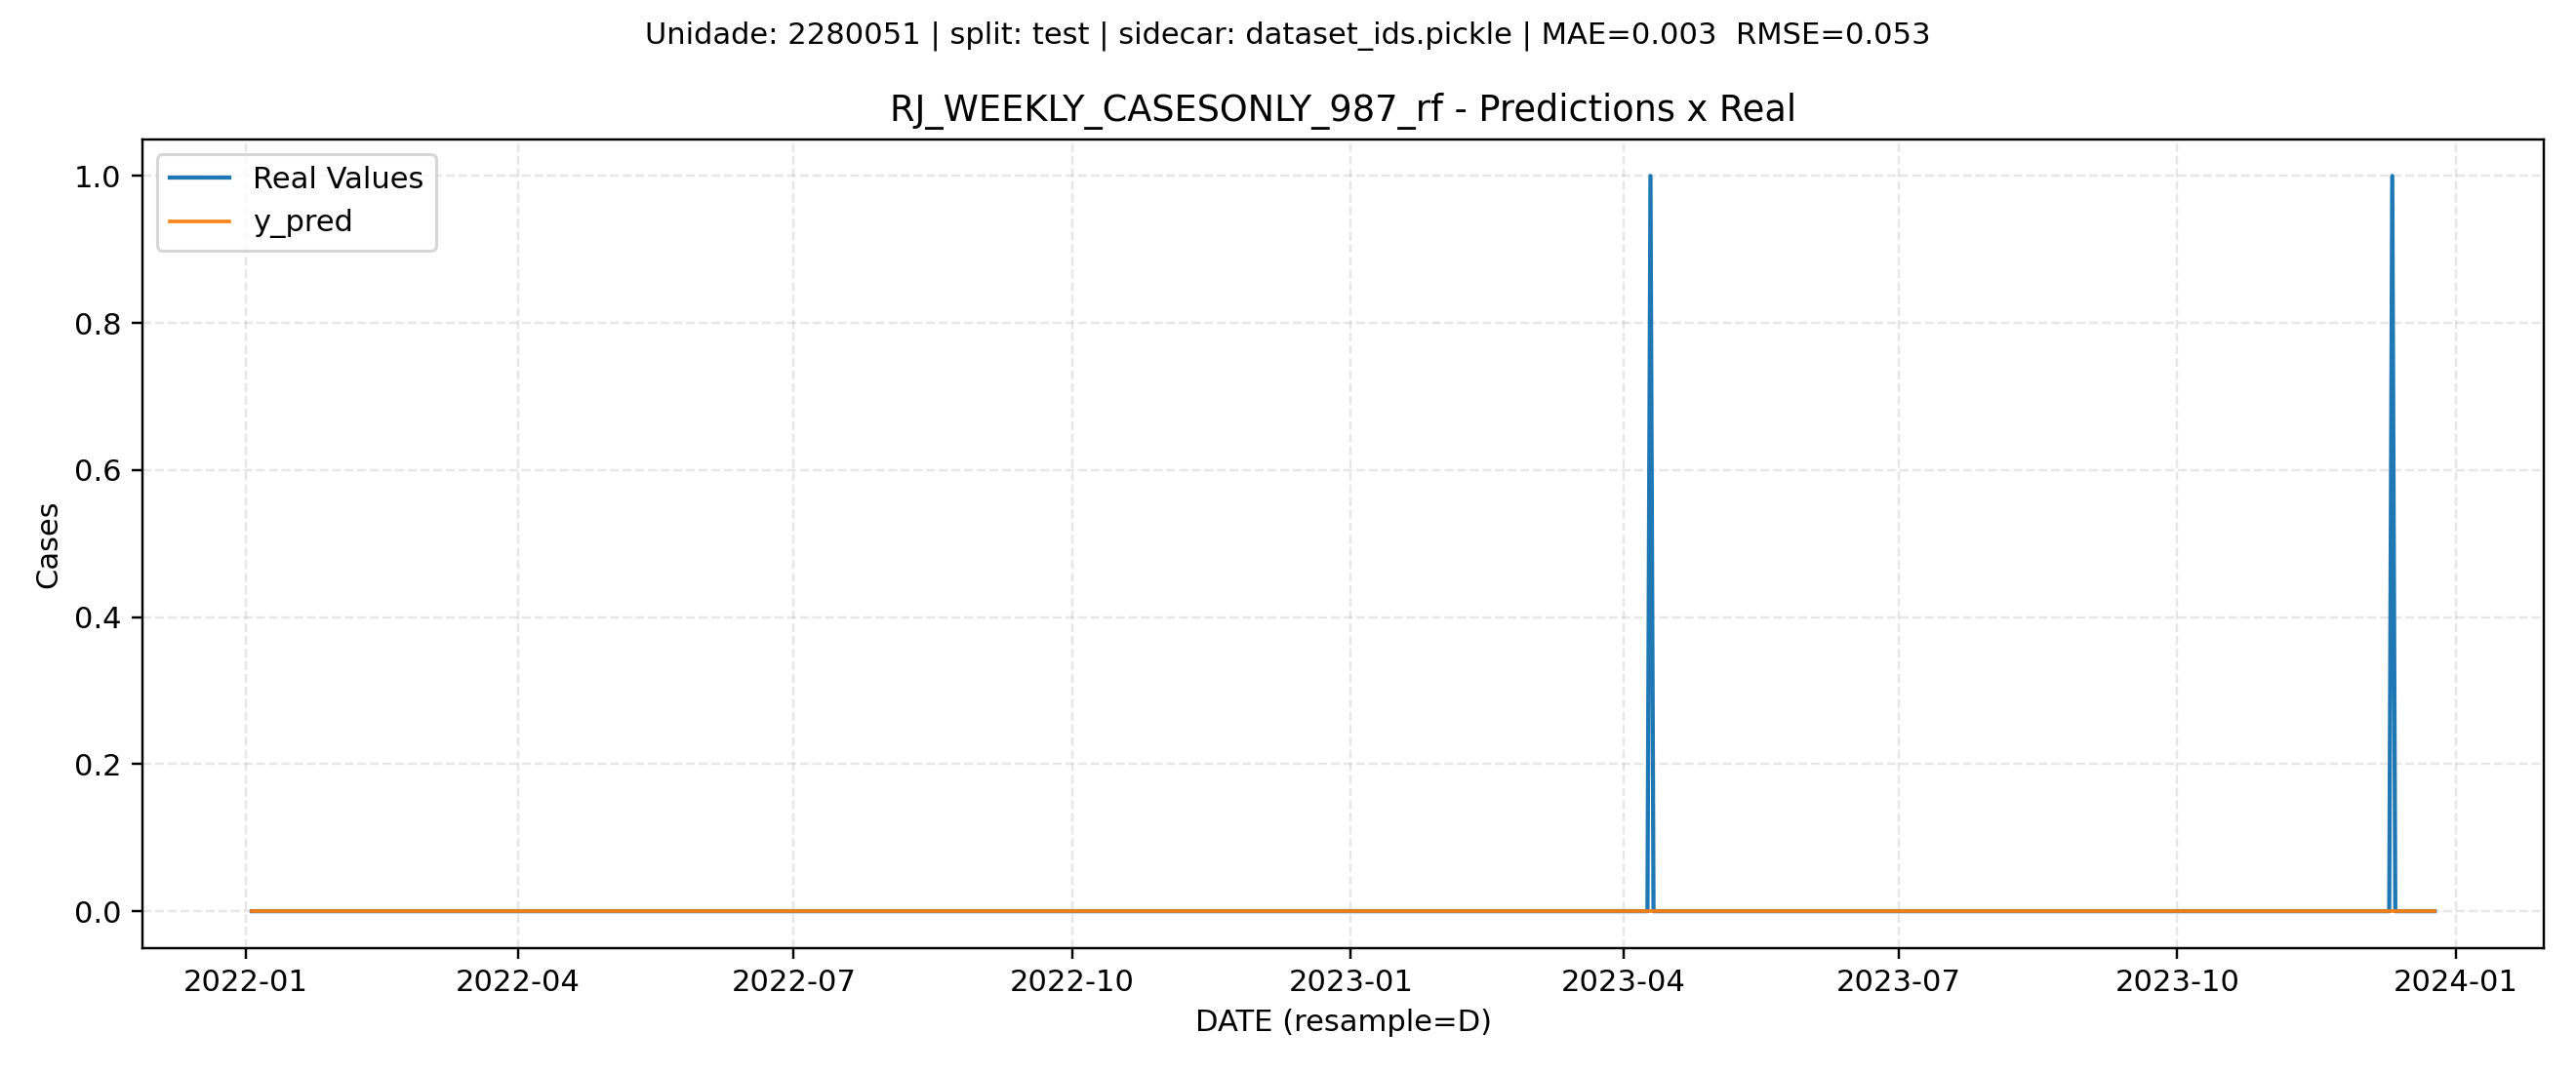 Unidade: 2280051 | split: test | sidecar: dataset_ids.pickle | MAE=0.003  RMSE=0.053
RJ_WEEKLY_CASESONLY_987_rf - Predictions x Real
Real Values
y_pred
1.0
0.8
0.6
0.4
0.2
0.0
Cases
2022-01 2022-04 2022-07 2022-10 2023-01 2023-04 2023-07 2023-10 2024-01
DATE (resample=D)